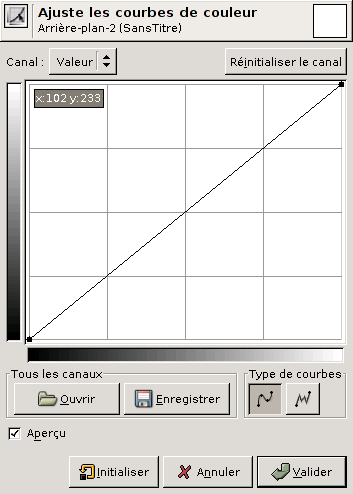 Ajuste les courbes de couleur
Arrière-plan-2 (SansTitre)
Canal : Valeur Réinitialiser le canal
x:102 y:233
Tous les canaux Type de courbes
Ouvrir Enregistrer
Aperçu
Initialiser Annuler Valider